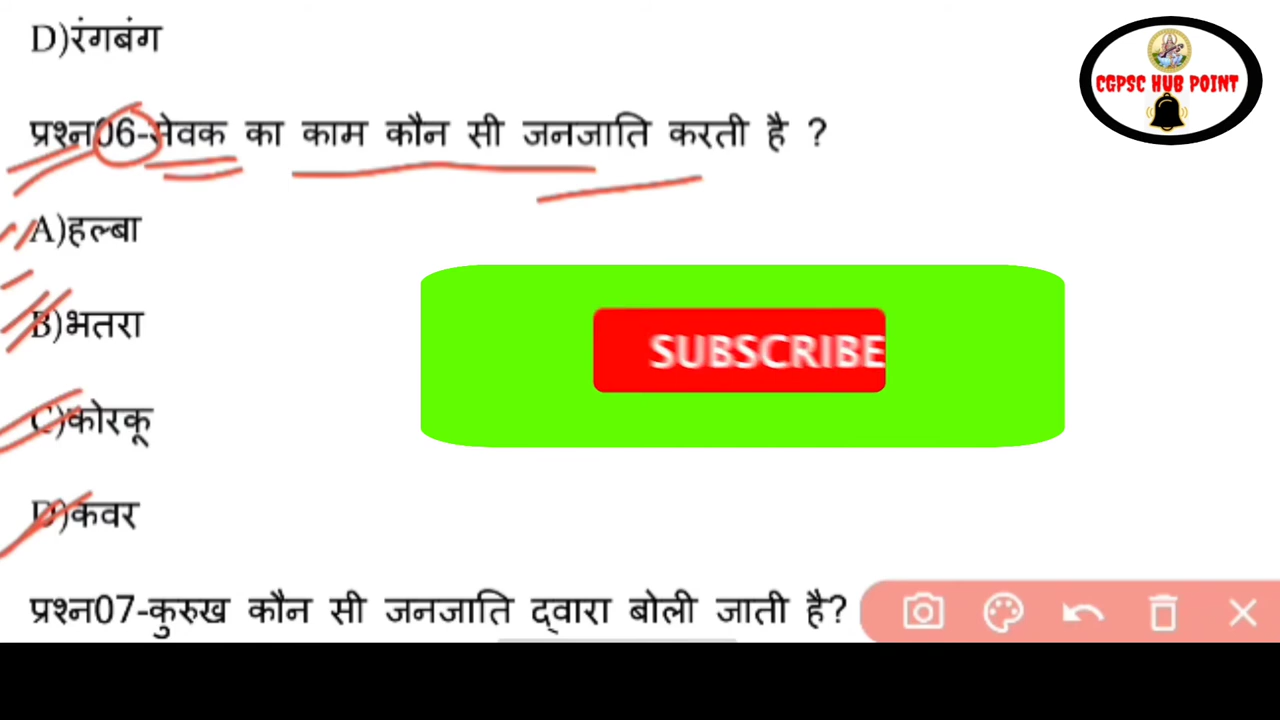 D)रंगबंग
CGPSC HUB POINT
प्रश्न06-सेवक का काम कौन सी जनजाति करती है ?
A)हल्बा
B)भतरा
SUBSCRIBE
C)कोरकू
D)कवर
प्रश्न07-कुरुख कौन सी जनजाति द्वारा बोली जाती है?